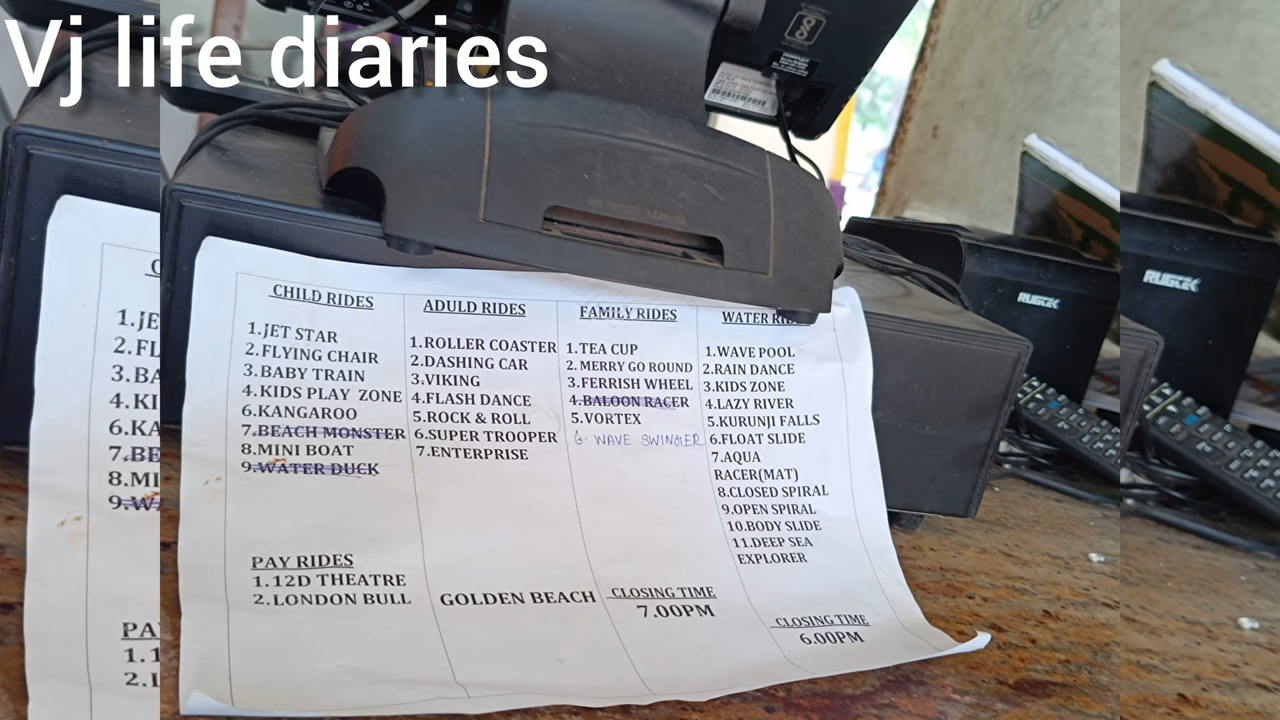 Vj life diaries
RUGTEK
RUGTEK
CHILD RIDES
1.JET STAR
2.FLYING CHAIR
3.BABY TRAIN
4.KIDS PLAY ZONE
6.KANGAROO
7.BEACH MONSTER
8.MINI BOAT
9.WATER DUCK
PAY RIDES
1.12D THEATRE
2.LONDON BULL
ADULD RIDES
1.ROLLER COASTER
2.DASHING CAR
3.VIKING
4.FLASH DANCE
5.ROCK & ROLL
6.SUPER TROOPER
7.ENTERPRISE
GOLDEN BEACH
FAMILY RIDES
1.TEA CUP
2.MERRY GO ROUND
3.FERRISH WHEEL
4.BALOON RACER
5.VORTEX
6- WAVE SWINGER
CLOSING TIME
7.00PM
WATER
1.WAVE POOL
2.RAIN DANCE
3.KIDS ZONE
4.LAZY RIVER
5.KURUNJI FALLS
6.FLOAT SLIDE
7.AQUA
RACER(MAT)
8.CLOSED SPIRAL
9.OPEN SPIRAL
10.BODY SLIDE
11.DEEP SEA
EXPLORER
CLOSING TIME
6.00PM